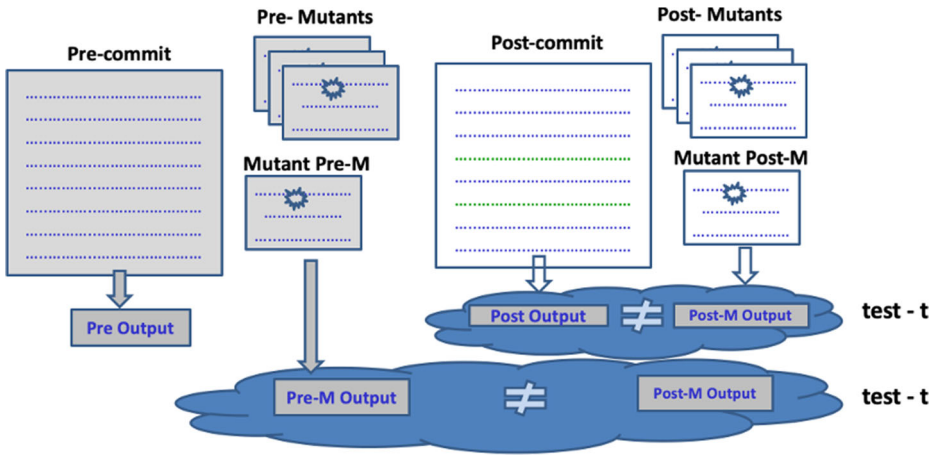 Pre- Mutants
Post- Mutants
Pre-commit
Post-commit
Mutant Pre-M
Mutant Post-M
Pre Output
Post Output
≠
Post-M Output
test - t
Pre-M Output
≠
Post-M Output
test - t